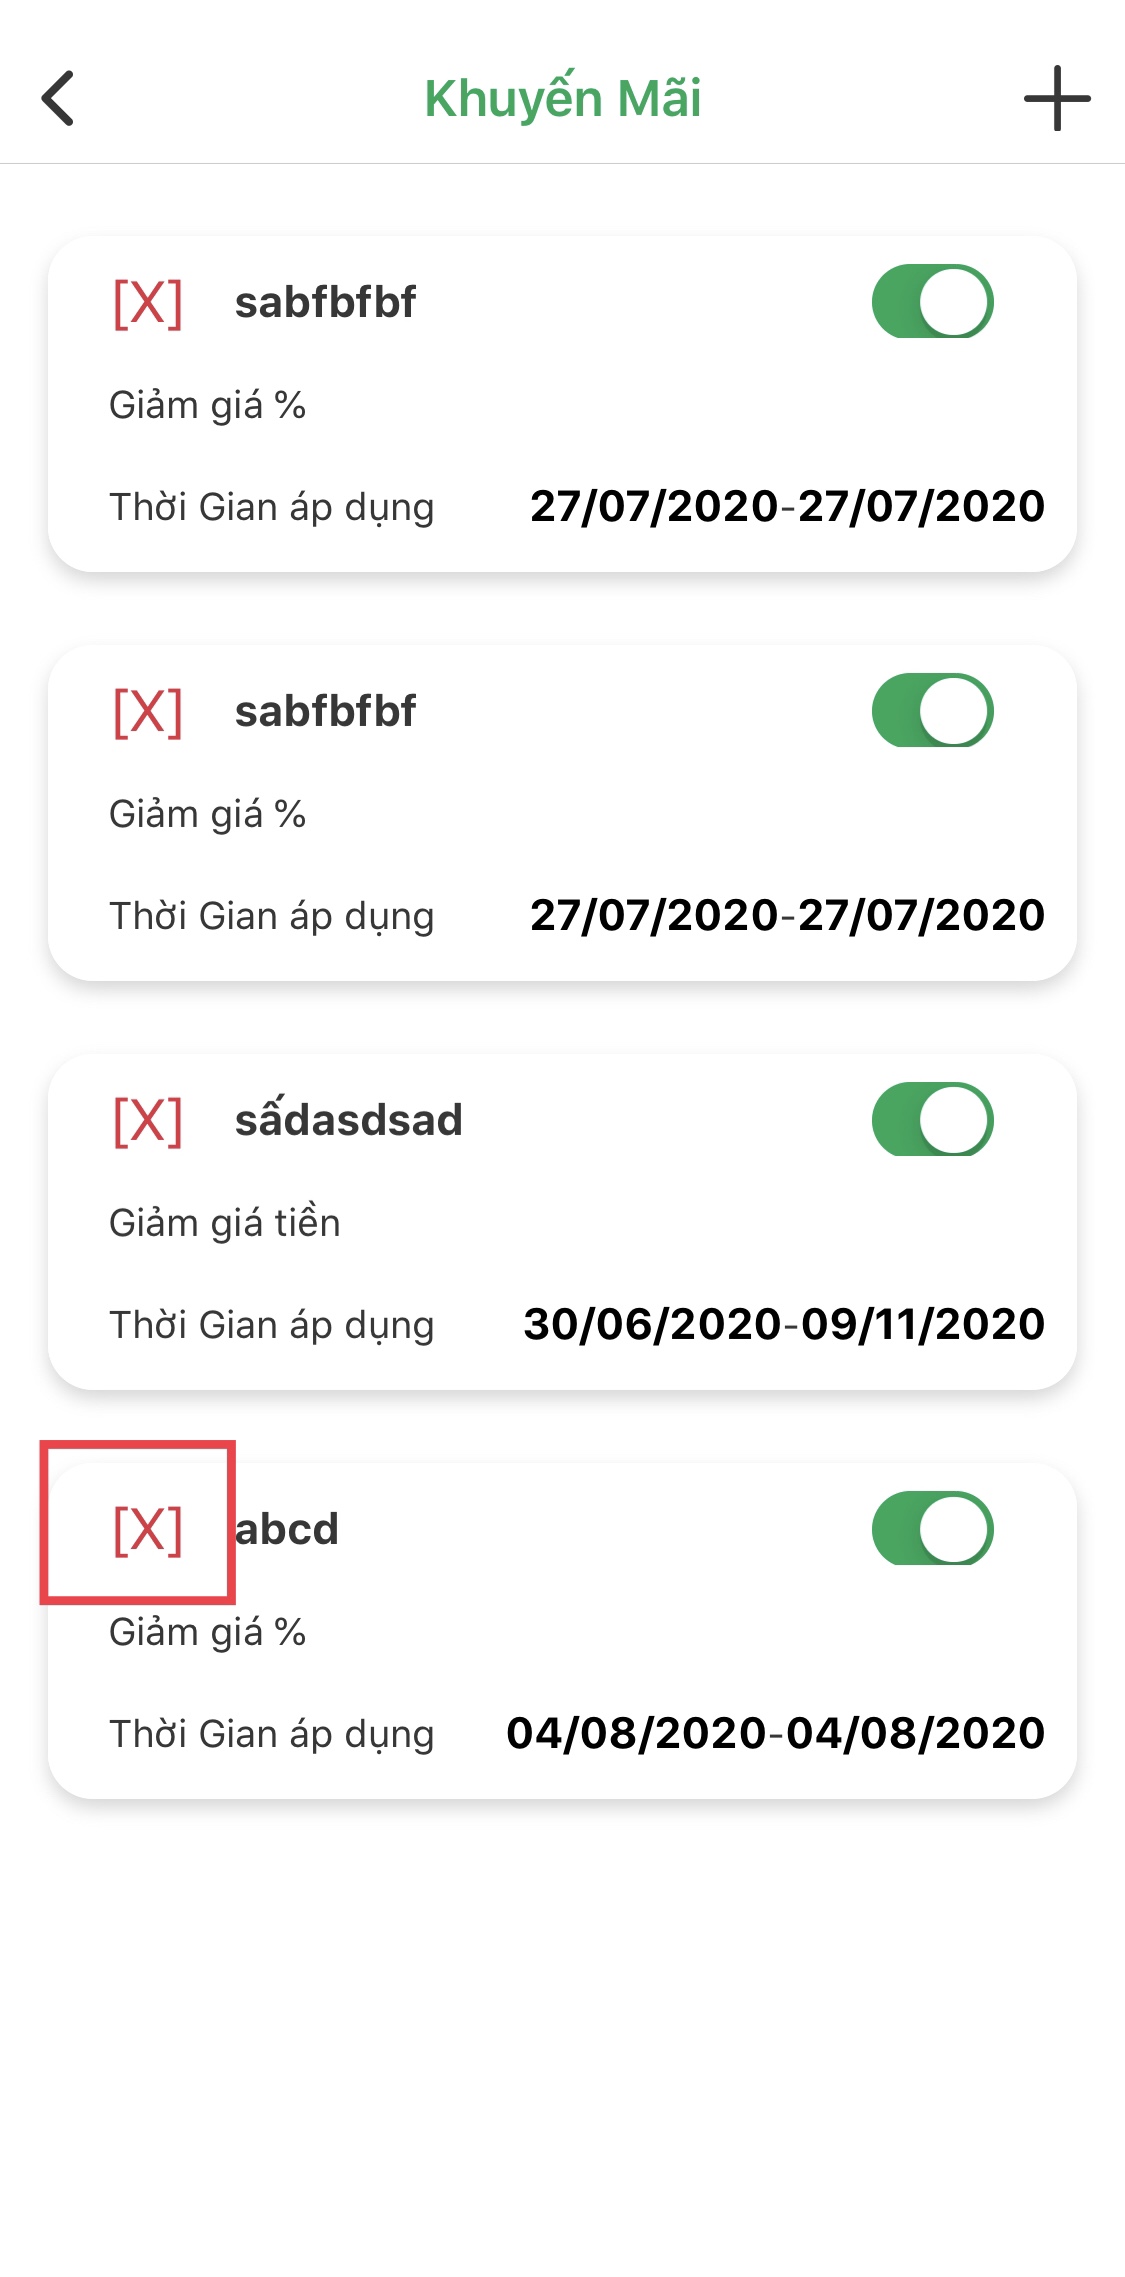 Khuyến Mãi
[X] sabfbfbf
Giảm giá %
Thời Gian áp dụng 27/07/2020-27/07/2020
[X] sabfbfbf
Giảm giá %
Thời Gian áp dụng 27/07/2020-27/07/2020
[X] sấdasdsad
Giảm giá tiền
Thời Gian áp dụng 30/06/2020-09/11/2020
[X] abcd
Giảm giá %
Thời Gian áp dụng 04/08/2020-04/08/2020